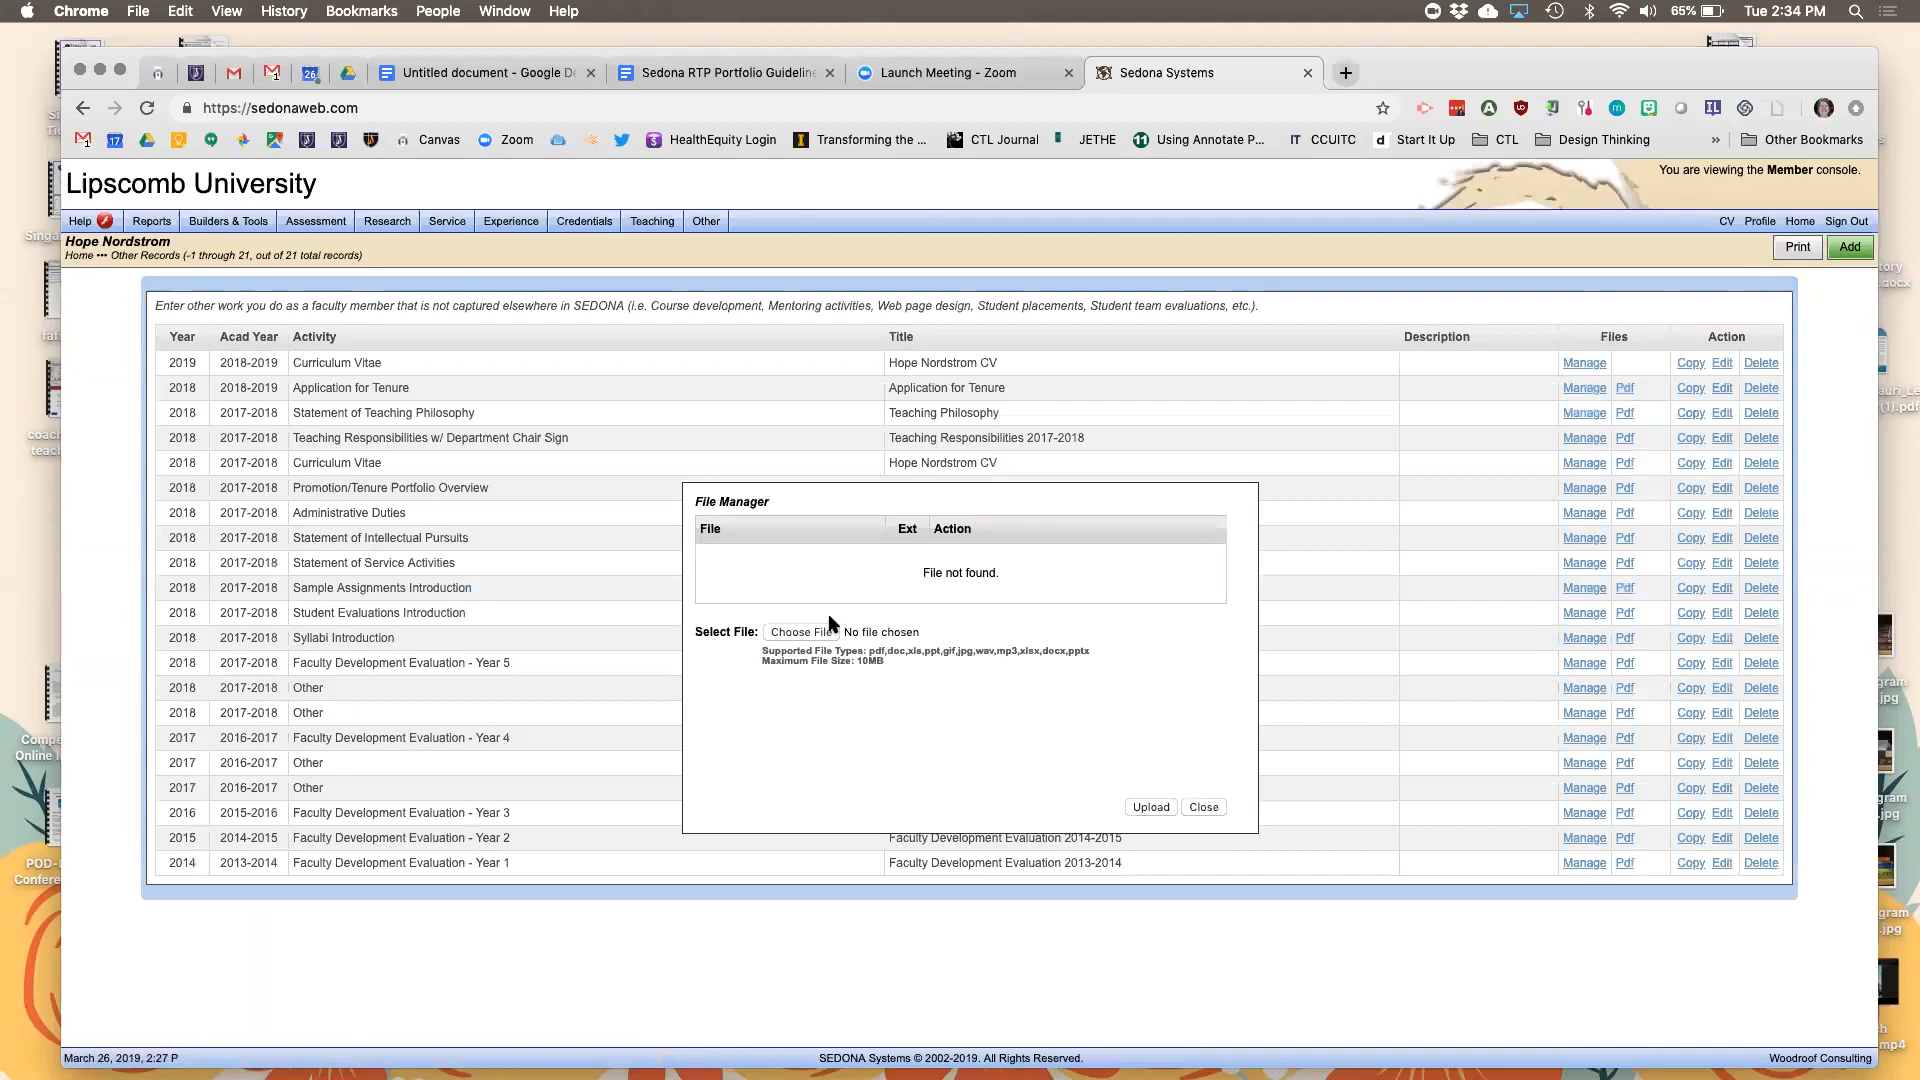 Chrome File Edit View History Bookmarks People Window Help
65% Tue 2:34 PM
Untitled document - Google Do
Sedona RTP Portfolio Guideline
Launch Meeting - Zoom
Sedona Systems
https://sedonaweb.com
Canvas Zoom HealthEquity Login Transforming the ... CTL Journal JETHE Using Annotate P... IT CCUITC Start It Up CTL Design Thinking » Other Bookmarks
Lipscomb University
You are viewing the Member console.
Help Reports Builders & Tools Assessment Research Service Experience Credentials Teaching Other
CV Profile Home Sign Out
Hope Nordstrom
Home ••• Other Records (-1 through 21, out of 21 total records)
Print Add
Enter other work you do as a faculty member that is not captured elsewhere in SEDONA (i.e. Course development, Mentoring activities, Web page design, Student placements, Student team evaluations, etc.).
Year Acad Year Activity Title Description Files Action
2019 2018-2019 Curriculum Vitae Hope Nordstrom CV Manage Copy Edit Delete
2018 2018-2019 Application for Tenure Application for Tenure Manage Pdf Copy Edit Delete
2018 2017-2018 Statement of Teaching Philosophy Teaching Philosophy Manage Pdf Copy Edit Delete
2018 2017-2018 Teaching Responsibilities w/ Department Chair Sign Teaching Responsibilities 2017-2018 Manage Pdf Copy Edit Delete
2018 2017-2018 Curriculum Vitae Hope Nordstrom CV Manage Pdf Copy Edit Delete
2018 2017-2018 Promotion/Tenure Portfolio Overview Manage Pdf Copy Edit Delete
2018 2017-2018 Administrative Duties Manage Pdf Copy Edit Delete
2018 2017-2018 Statement of Intellectual Pursuits Manage Pdf Copy Edit Delete
2018 2017-2018 Statement of Service Activities Manage Pdf Copy Edit Delete
2018 2017-2018 Sample Assignments Introduction Manage Pdf Copy Edit Delete
2018 2017-2018 Student Evaluations Introduction Manage Pdf Copy Edit Delete
2018 2017-2018 Syllabi Introduction Manage Pdf Copy Edit Delete
2018 2017-2018 Faculty Development Evaluation - Year 5 Manage Pdf Copy Edit Delete
2018 2017-2018 Other Manage Pdf Copy Edit Delete
2018 2017-2018 Other Manage Pdf Copy Edit Delete
2017 2016-2017 Faculty Development Evaluation - Year 4 Manage Pdf Copy Edit Delete
2017 2016-2017 Other Manage Pdf Copy Edit Delete
2017 2016-2017 Other Manage Pdf Copy Edit Delete
2016 2015-2016 Faculty Development Evaluation - Year 3 Manage Pdf Copy Edit Delete
2015 2014-2015 Faculty Development Evaluation - Year 2 Faculty Development Evaluation 2014-2015 Manage Pdf Copy Edit Delete
2014 2013-2014 Faculty Development Evaluation - Year 1 Faculty Development Evaluation 2013-2014 Manage Pdf Copy Edit Delete
File Manager
File Ext Action
File not found.
Select File: Choose File No file chosen
Supported File Types: pdf,doc,xls,ppt,gif,jpg,wav,mp3,xlsx,docx,pptx
Maximum File Size: 10MB
Upload Close
March 26, 2019, 2:27 P
SEDONA Systems © 2002-2019. All Rights Reserved.
Woodroof Consulting